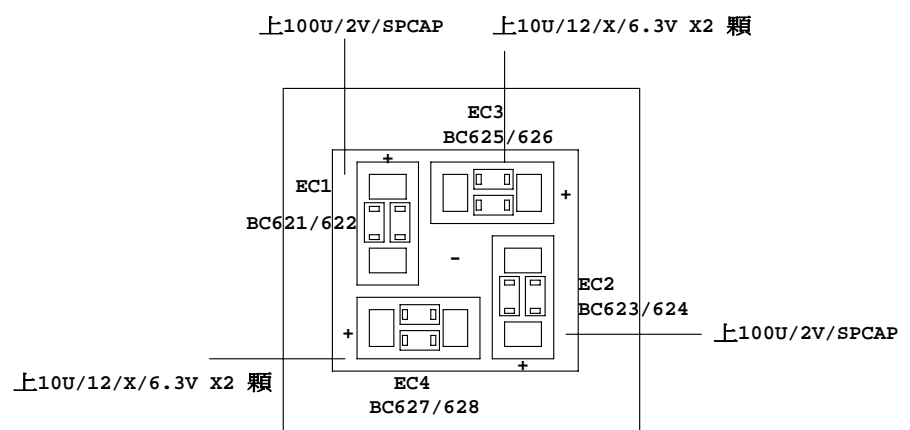 上100U/2V/SPCAP
上10U/12/X/6.3V X2 顆
EC3
BC625/626
+
EC1
+
BC621/622
-
EC2
BC623/624
+
上100U/2V/SPCAP
+
上10U/12/X/6.3V X2 顆
EC4
BC627/628